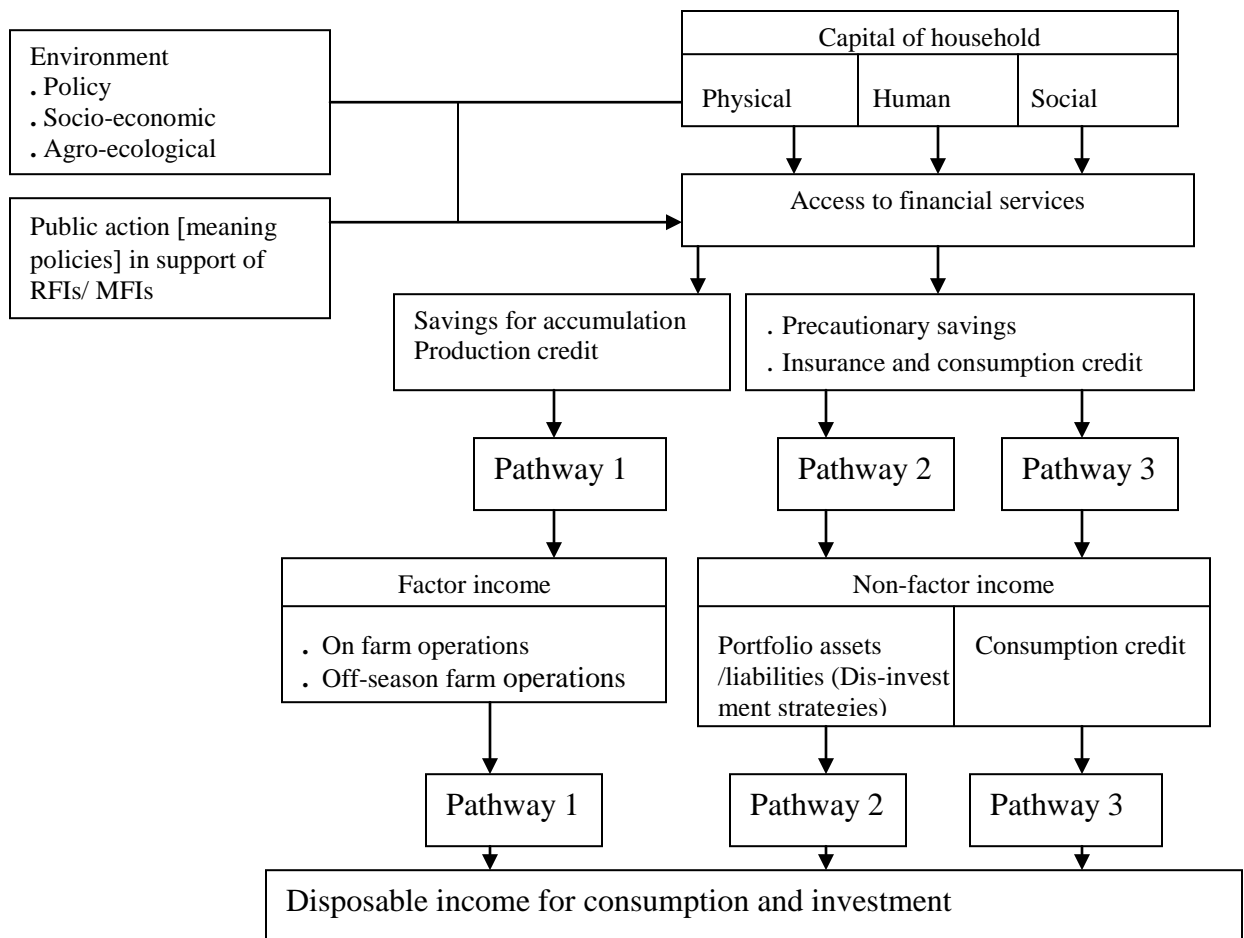 Environment
. Policy
. Socio-economic
. Agro-ecological
Capital of household
Physical
Human
Social
Public action [meaning
policies] in support of
RFIs/ MFIs
Access to financial services
Savings for accumulation
Production credit
. Precautionary savings
. Insurance and consumption credit
Pathway 1
Pathway 2
Pathway 3
Factor income
. On farm operations
. Off-season farm operations
Non-factor income
Portfolio assets
/liabilities (Dis-invest
ment strategies)
Consumption credit
Pathway 1
Pathway 2
Pathway 3
Disposable income for consumption and investment